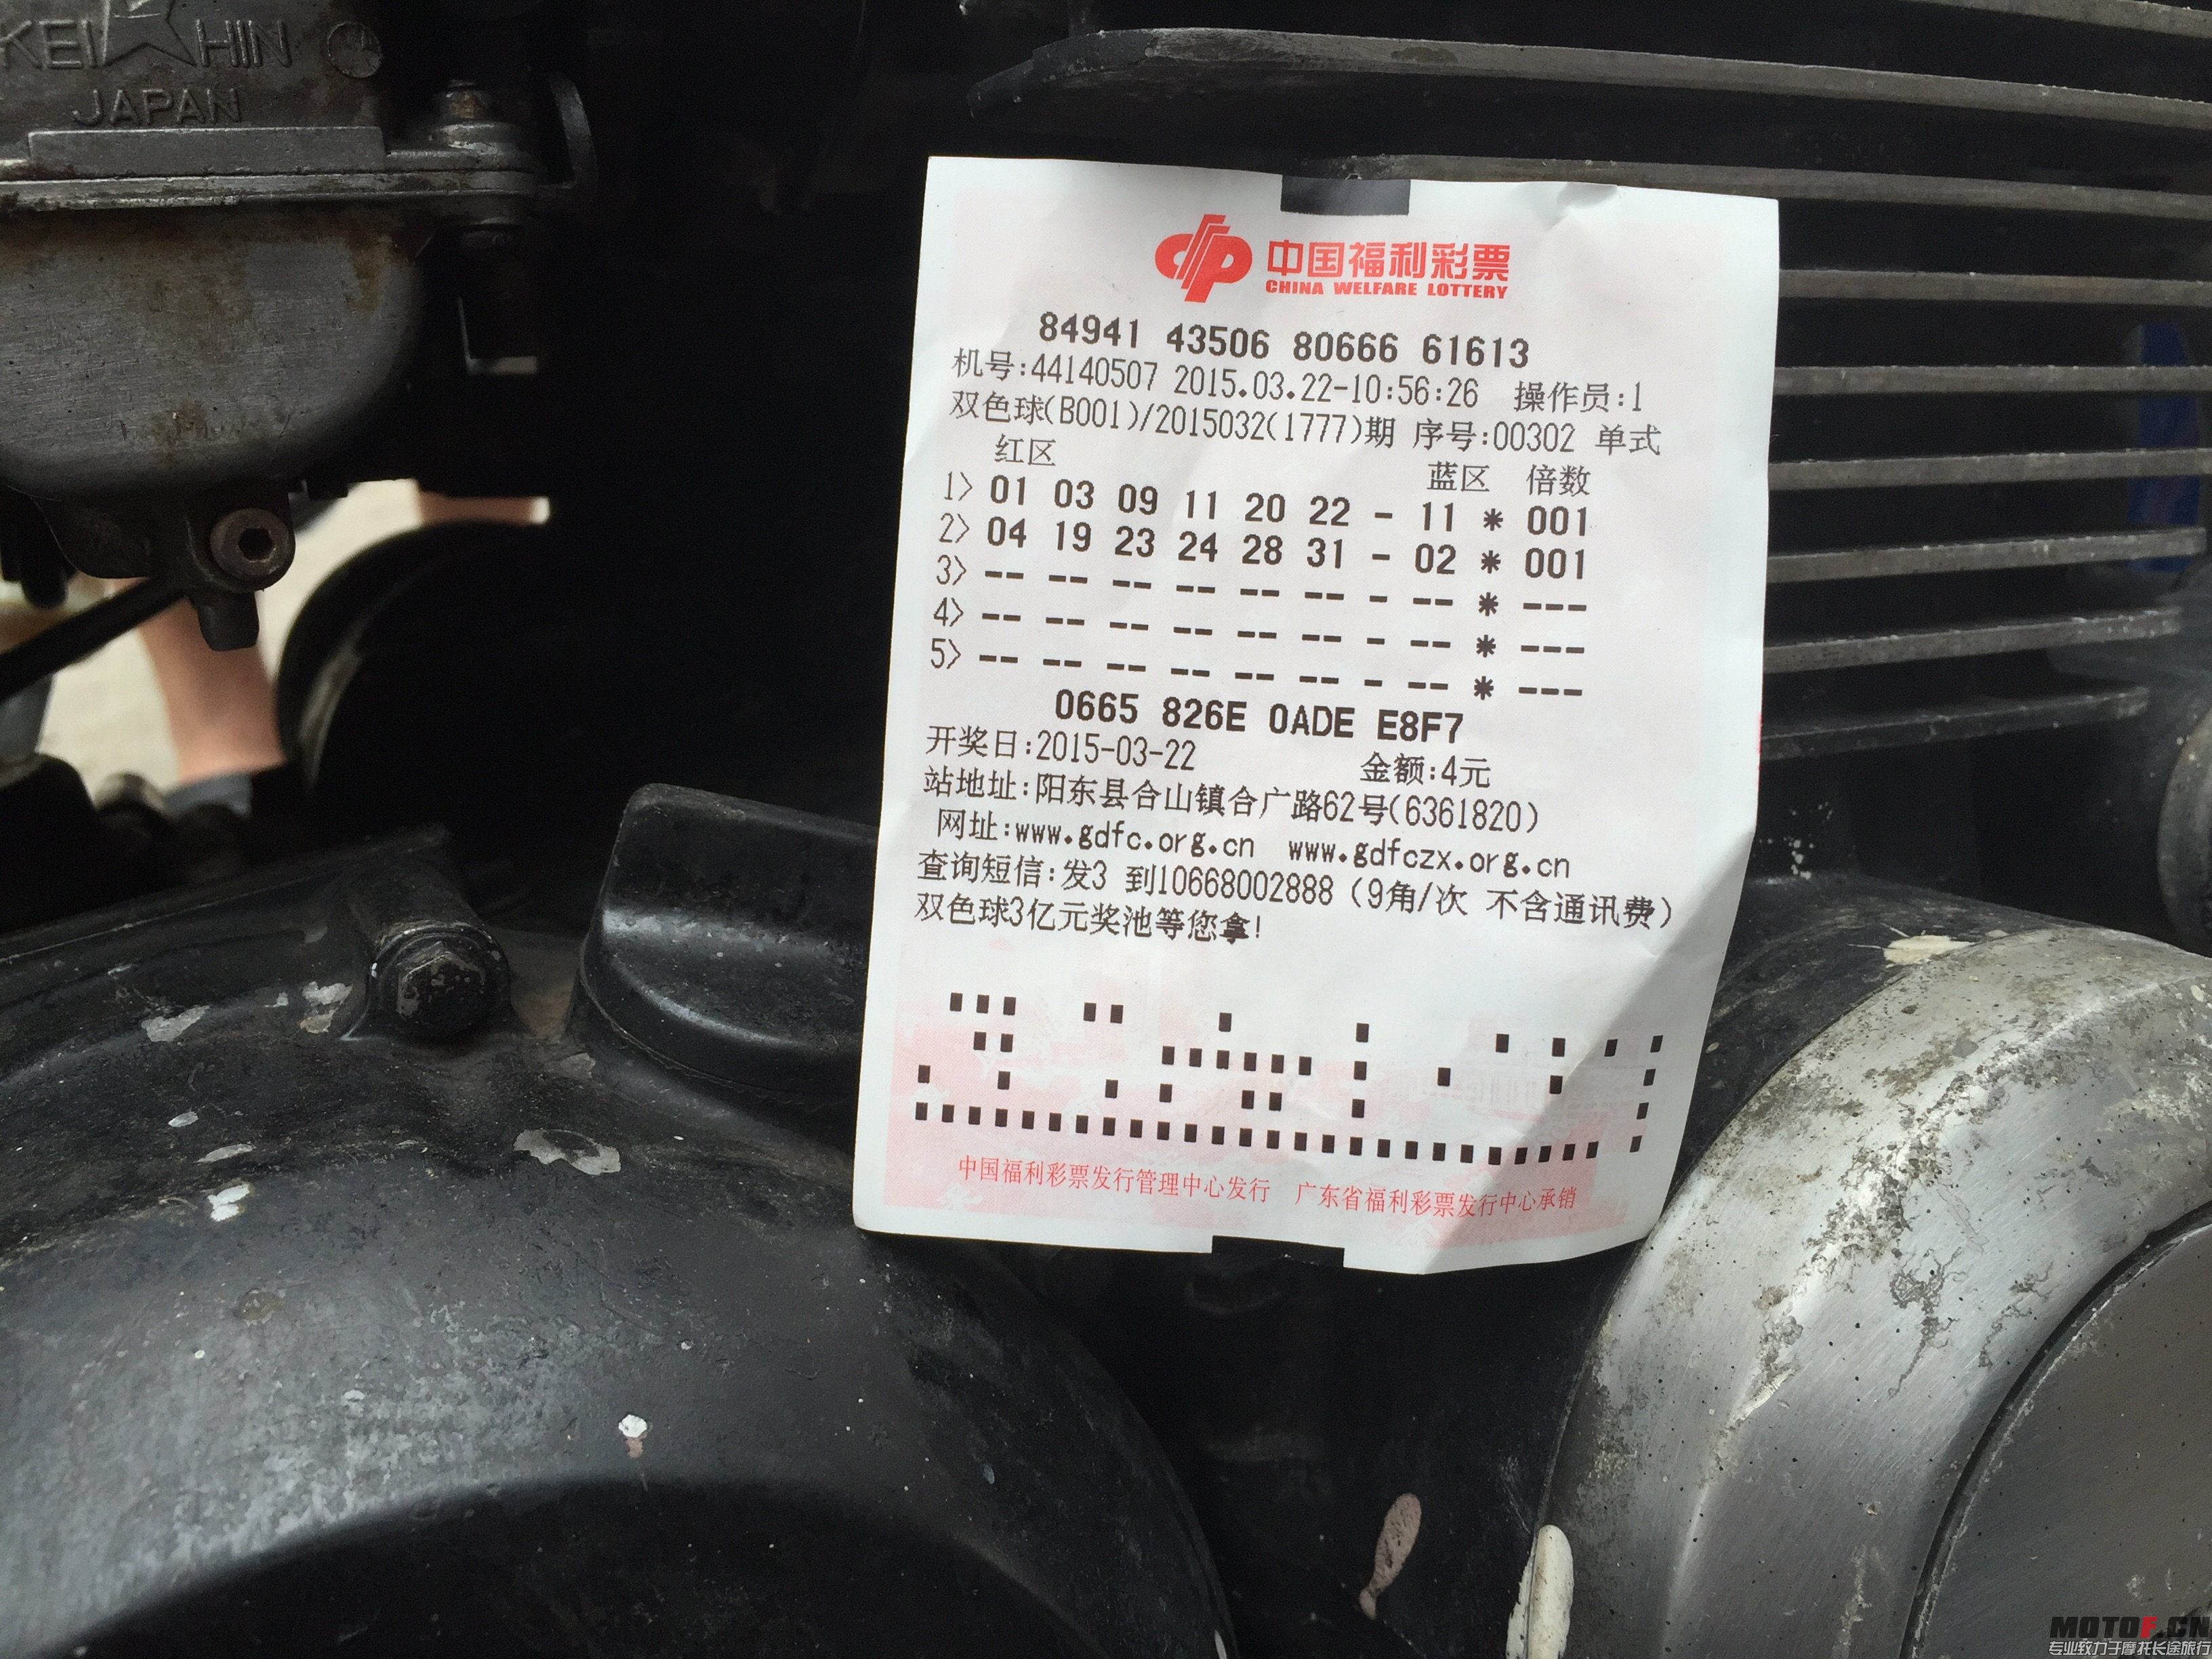 KEIHIN
JAPAN
中国福利彩票
CHINA WELFARE LOTTERY
84941 43506 80666 61613
机号:44140507 2015.03.22-10:56:26 操作员:1
双色球(B001)/2015032(1777)期 序号:00302 单式
红区 蓝区 倍数
1> 01 03 09 11 20 22 - 11 * 001
2> 04 19 23 24 28 31 - 02 * 001
3> -- -- -- -- -- -- - -- * ---
4> -- -- -- -- -- -- - -- * ---
5> -- -- -- -- -- -- - -- * ---
0665 826E 0ADE E8F7
开奖日:2015-03-22 金额:4元
站地址:阳东县合山镇合广路62号(6361820)
网址:www.gdfc.org.cn www.gdfczx.org.cn
查询短信:发3 到10668002888 (9角/次 不含通讯费)
双色球3亿元奖池等您拿!
中国福利彩票发行管理中心发行 广东省福利彩票发行中心承销
MOTOF.CN
专业致力于摩托长途旅行